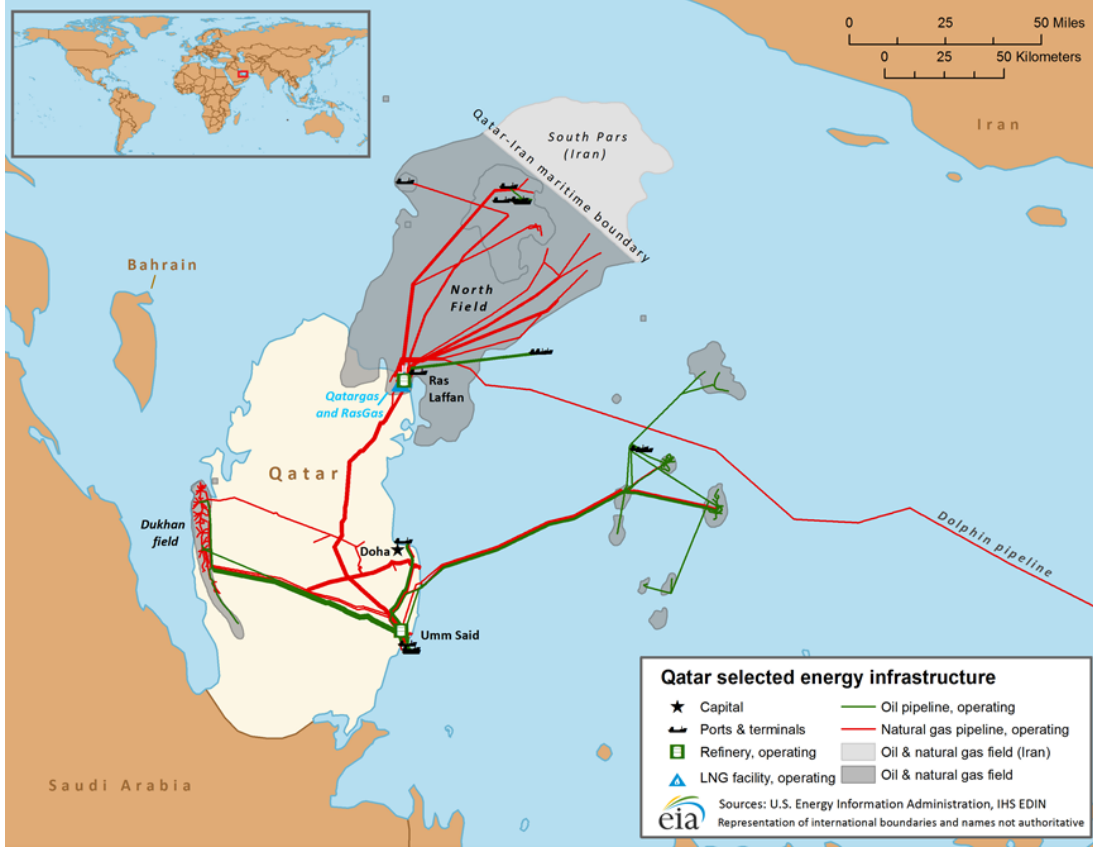 0 25 50 Miles
0 25 50 Kilometers
Iran
South Pars
(Iran)
Qatar-Iran maritime boundary
Bahrain
North
Field
Ras
Laffan
Qatargas
and RasGas
Qatar
Dukhan
field
Doha
Dolphin pipeline
Umm Said
Saudi Arabia
Qatar selected energy infrastructure
Capital
Ports & terminals
Refinery, operating
LNG facility, operating
Oil pipeline, operating
Natural gas pipeline, operating
Oil & natural gas field (Iran)
Oil & natural gas field
eia
Sources: U.S. Energy Information Administration, IHS EDIN
Representation of international boundaries and names not authoritative